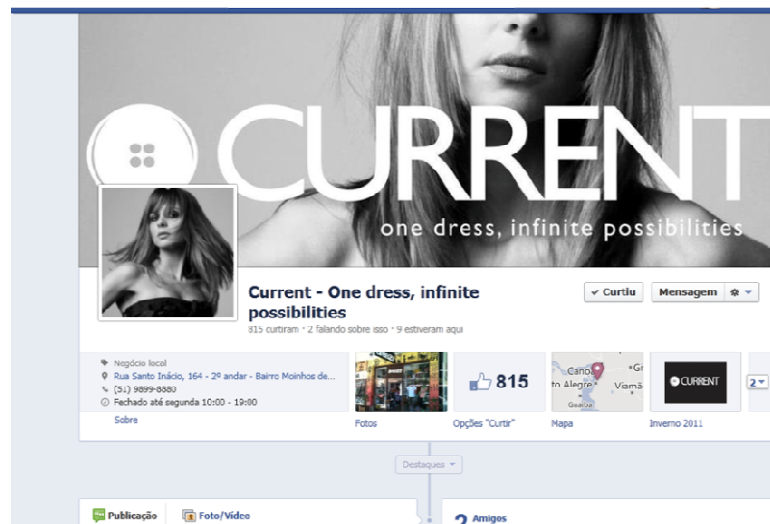 CURRENT
one dress, infinite possibilities
Current - One dress, infinite
possibilities
815 curtiram · 2 falando sobre isso · 9 estiveram aqui
Curtiu
Mensagem
Negócio local
Rua Santo Inácio, 164 - 2º andar - Bairro Moinhos de...
(51) 9899-8880
Fechado até segunda 10:00 - 19:00
Sobre
Fotos
815
Opções "Curtir"
Cano
to Alegre
Viamã
Mapa
CURRENT
Inverno 2011
2
Destaques
Publicação
Foto/Vídeo
2 Amigos